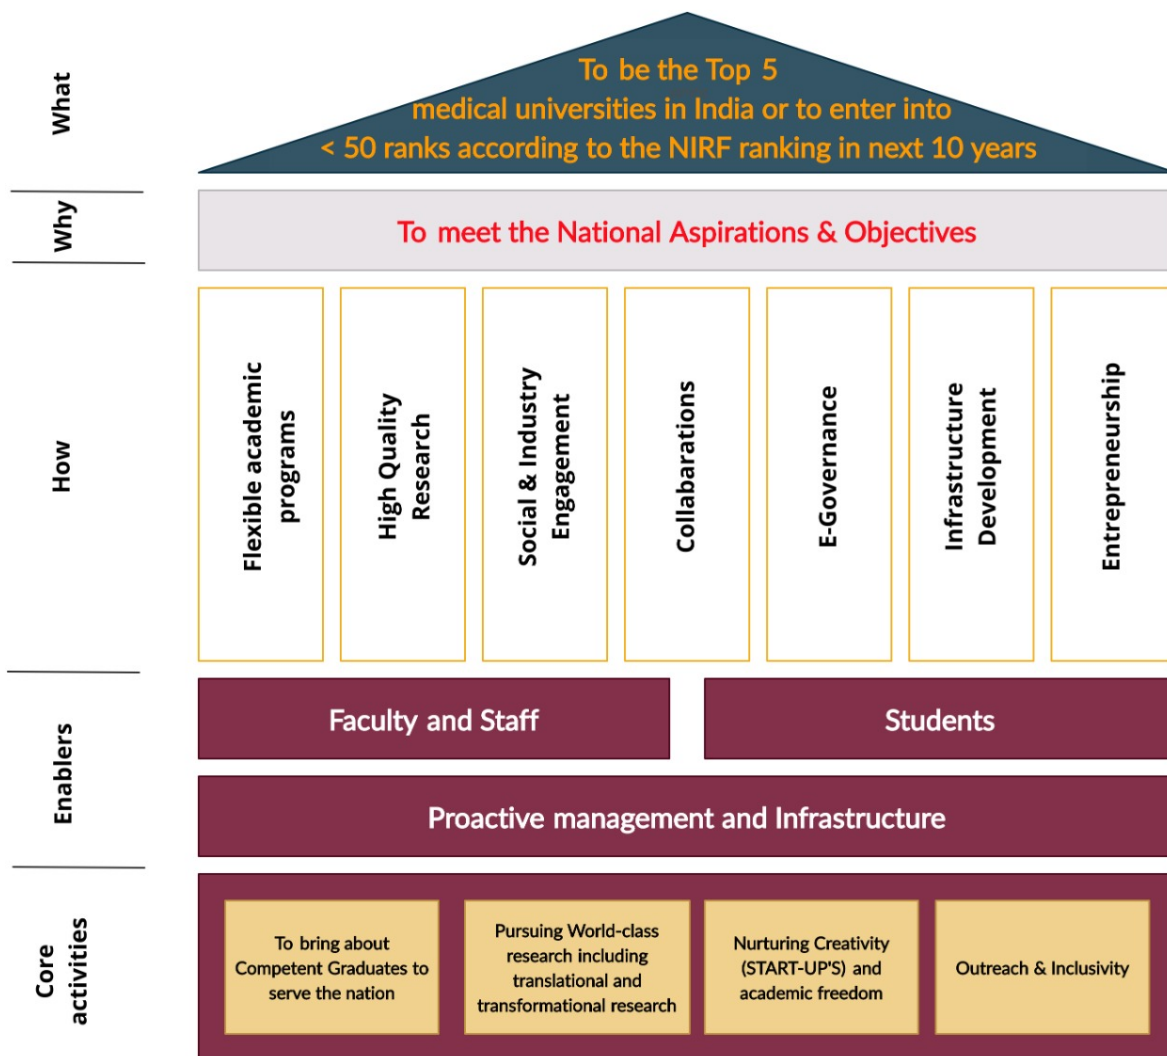 What
To be the Top 5
medical universities in India or to enter into
< 50 ranks according to the NIRF ranking in next 10 years
Why
To meet the National Aspirations & Objectives
How
Flexible academic
programs
High Quality
Research
Social & Industry
Engagement
Collabarations
E-Governance
Infrastructure
Development
Entrepreneurship
Enablers
Faculty and Staff
Students
Proactive management and Infrastructure
Core
activities
To bring about
Competent Graduates to
serve the nation
Pursuing World-class
research including
translational and
transformational research
Nurturing Creativity
(START-UP'S) and
academic freedom
Outreach & Inclusivity